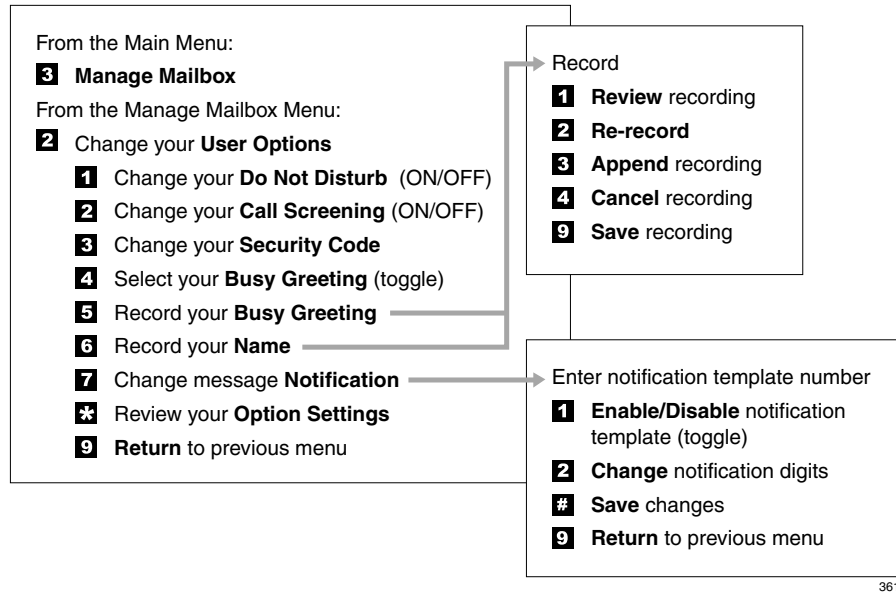 From the Main Menu:
3 Manage Mailbox
From the Manage Mailbox Menu:
2 Change your User Options
1 Change your Do Not Disturb (ON/OFF)
2 Change your Call Screening (ON/OFF)
3 Change your Security Code
4 Select your Busy Greeting (toggle)
5 Record your Busy Greeting
6 Record your Name
7 Change message Notification
* Review your Option Settings
9 Return to previous menu
Record
1 Review recording
2 Re-record
3 Append recording
4 Cancel recording
9 Save recording
Enter notification template number
1 Enable/Disable notification
template (toggle)
2 Change notification digits
# Save changes
9 Return to previous menu
361